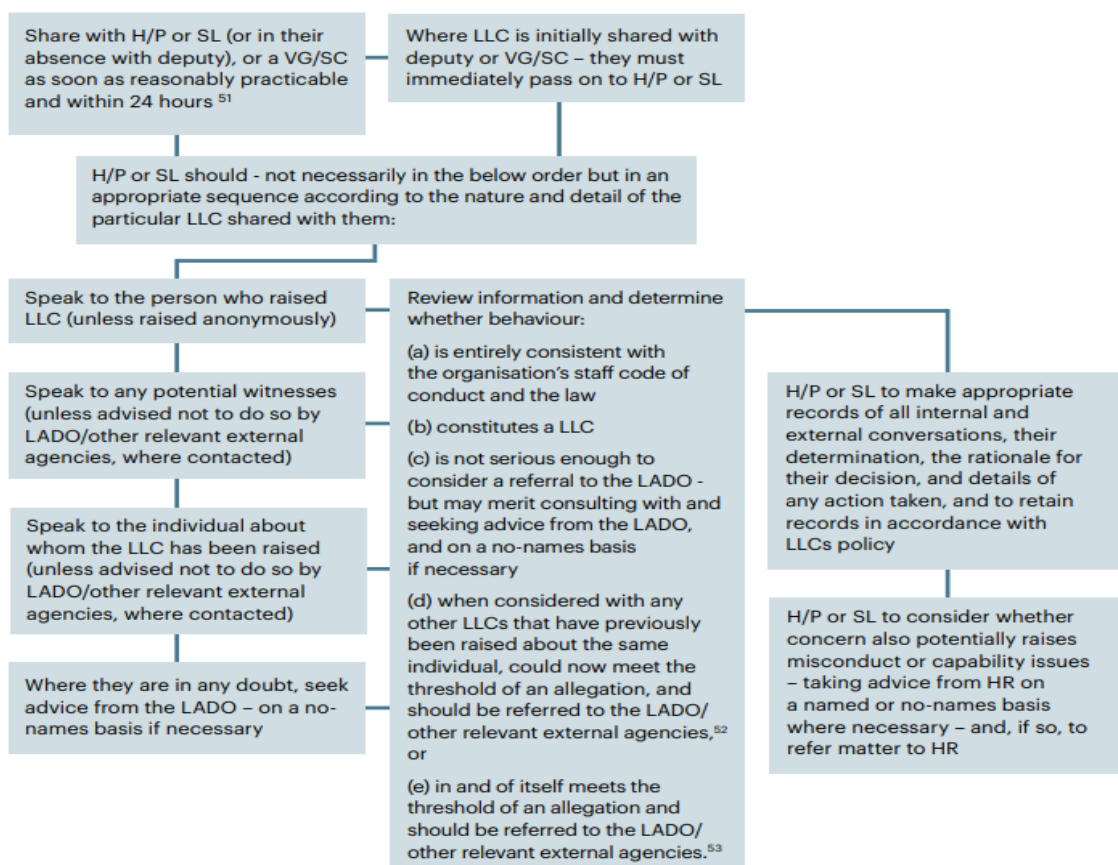 Share with H/P or SL (or in their
absence with deputy), or a VG/SC
as soon as reasonably practicable
and within 24 hours 51
Where LLC is initially shared with
deputy or VG/SC – they must
immediately pass on to H/P or SL
H/P or SL should - not necessarily in the below order but in an
appropriate sequence according to the nature and detail of the
particular LLC shared with them:
Speak to the person who raised
LLC (unless raised anonymously)
Speak to any potential witnesses
(unless advised not to do so by
LADO/other relevant external
agencies, where contacted)
Speak to the individual about
whom the LLC has been raised
(unless advised not to do so by
LADO/other relevant external
agencies, where contacted)
Where they are in any doubt, seek
advice from the LADO – on a no-
names basis if necessary
Review information and determine
whether behaviour:
(a) is entirely consistent with
the organisation's staff code of
conduct and the law
(b) constitutes a LLC
(c) is not serious enough to
consider a referral to the LADO -
but may merit consulting with and
seeking advice from the LADO,
and on a no-names basis
if necessary
(d) when considered with any
other LLCs that have previously
been raised about the same
individual, could now meet the
threshold of an allegation, and
should be referred to the LADO/
other relevant external agencies,52
or
(e) in and of itself meets the
threshold of an allegation and
should be referred to the LADO/
other relevant external agencies.53
H/P or SL to make appropriate
records of all internal and
external conversations, their
determination, the rationale for
their decision, and details of
any action taken, and to retain
records in accordance with
LLCs policy
H/P or SL to consider whether
concern also potentially raises
misconduct or capability issues
– taking advice from HR on
a named or no-names basis
where necessary – and, if so, to
refer matter to HR